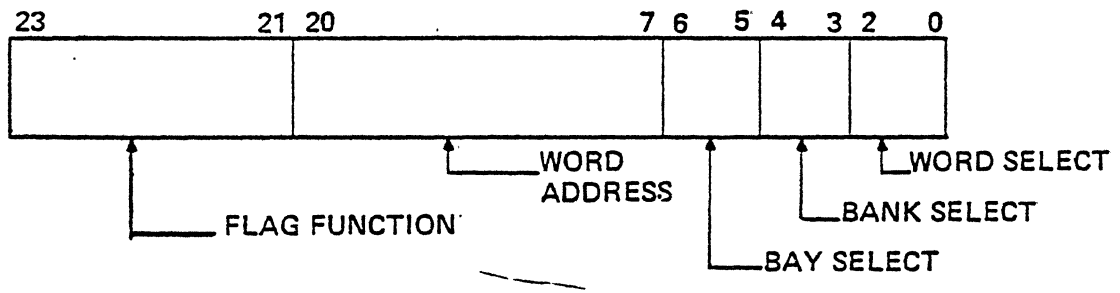 23 21 20 7 6 5 4 3 2 0
WORD ADDRESS
WORD SELECT
FLAG FUNCTION
BANK SELECT
BAY SELECT